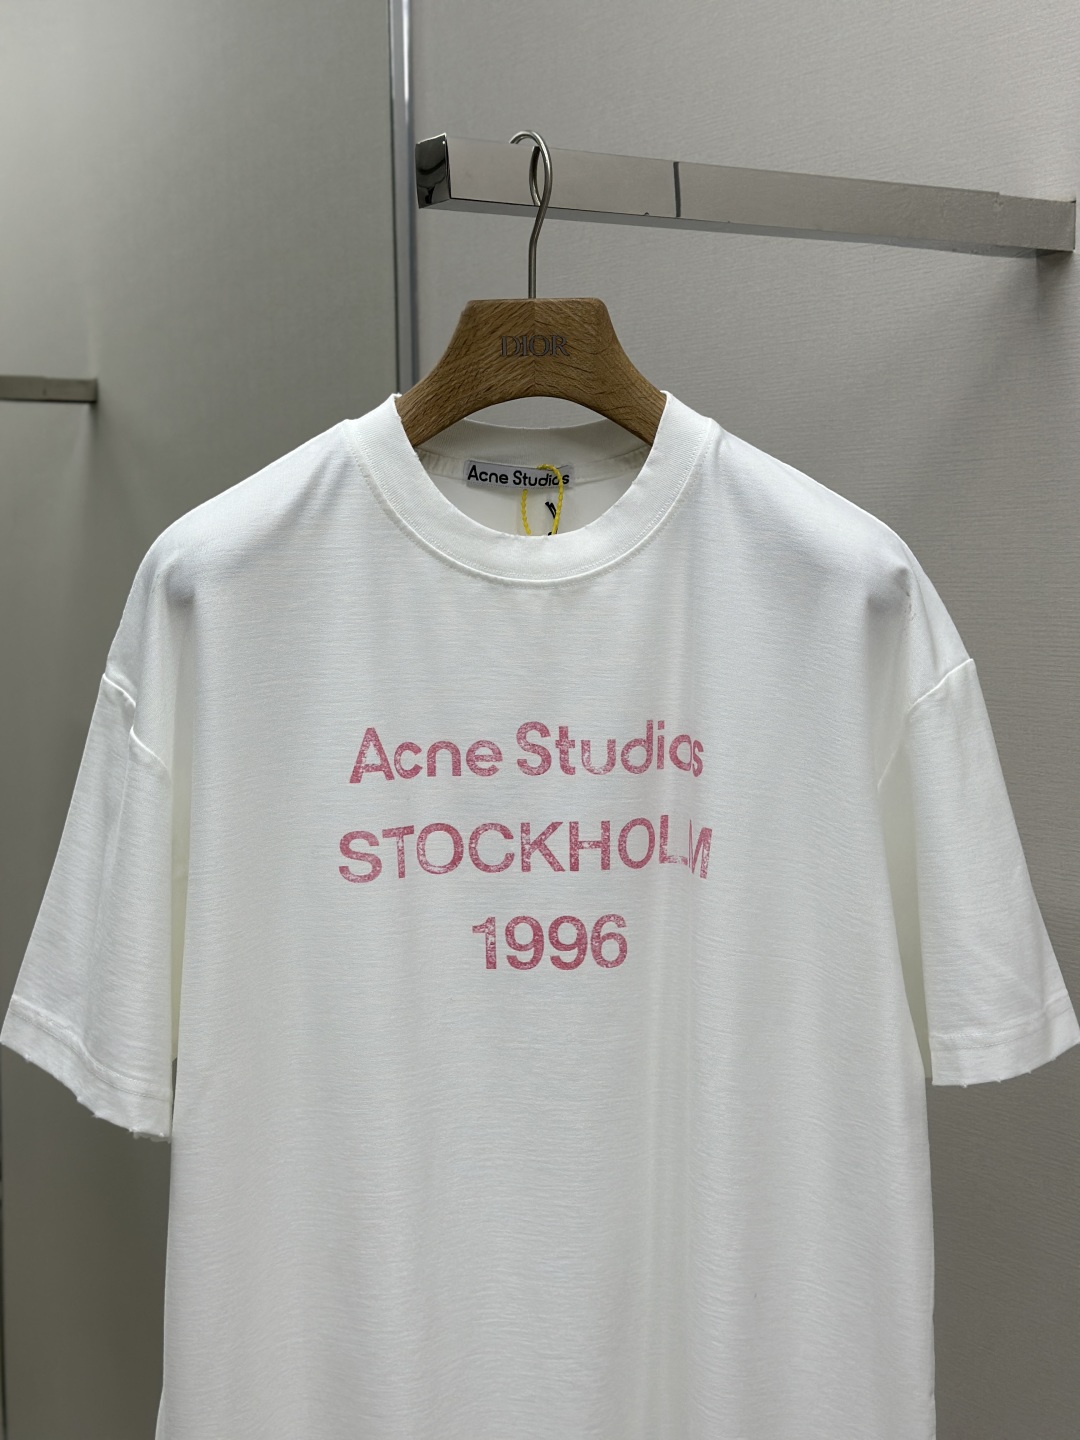 DIOR
Acne Studios
Acne Studios
STOCKHOLM
1996